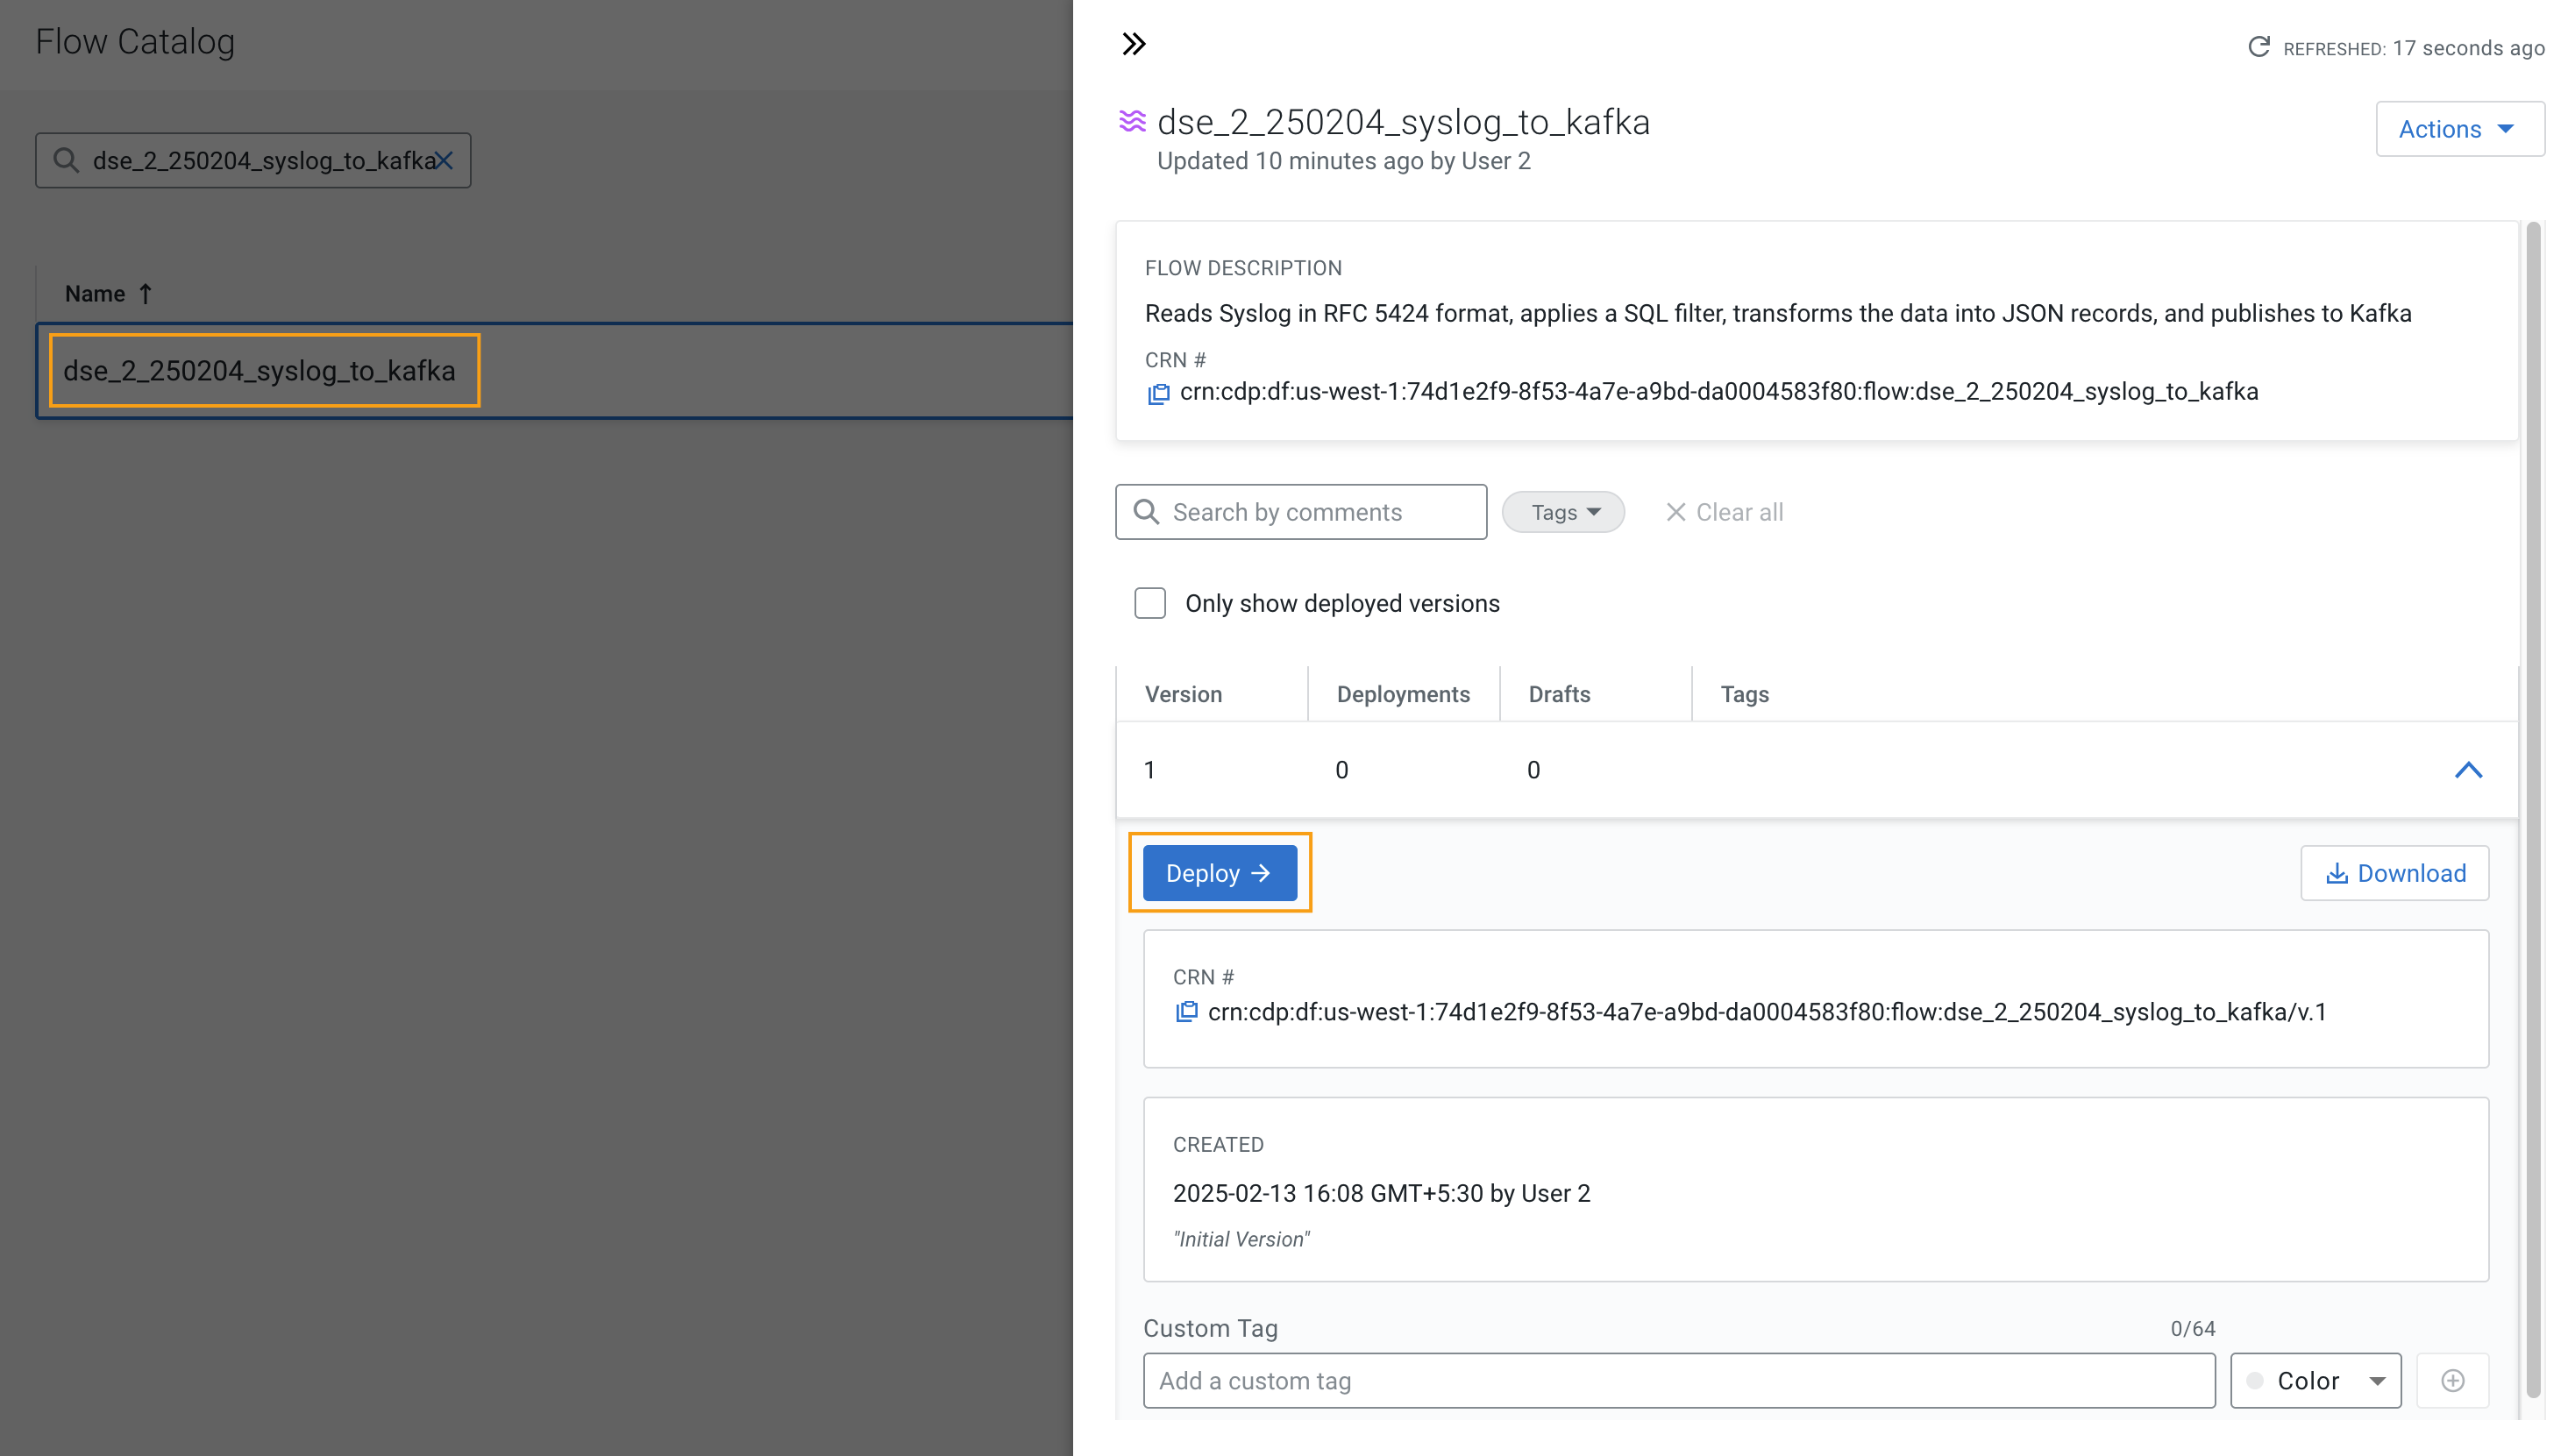 Flow Catalog
dse_2_250204_syslog_to_kafka
Name
dse_2_250204_syslog_to_kafka
REFRESHED: 17 seconds ago
dse_2_250204_syslog_to_kafka
Updated 10 minutes ago by User 2
Actions
FLOW DESCRIPTION
Reads Syslog in RFC 5424 format, applies a SQL filter, transforms the data into JSON records, and publishes to Kafka
CRN #
crn:cdp:df:us-west-1:74d1e2f9-8f53-4a7e-a9bd-da0004583f80:flow:dse_2_250204_syslog_to_kafka
Search by comments
Tags
Clear all
Only show deployed versions
Version Deployments Drafts Tags
1 0 0
Deploy
Download
CRN #
crn:cdp:df:us-west-1:74d1e2f9-8f53-4a7e-a9bd-da0004583f80:flow:dse_2_250204_syslog_to_kafka/v.1
CREATED
2025-02-13 16:08 GMT+5:30 by User 2
"Initial Version"
Custom Tag 0/64
Add a custom tag
Color